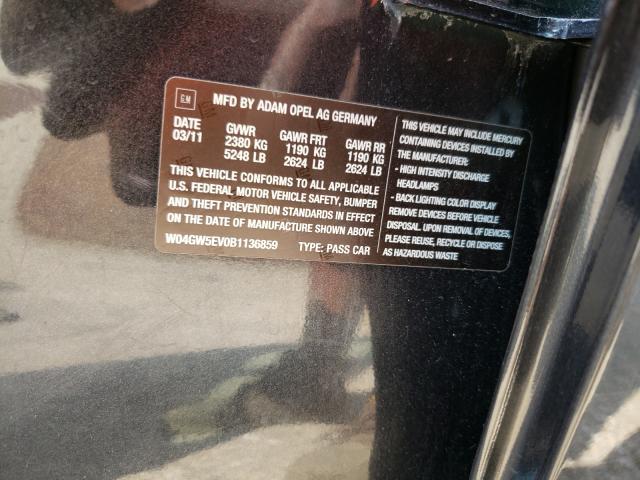 GM
MFD BY ADAM OPEL AG GERMANY
DATE GVWR GAWR FRT GAWR RR
03/11 2380 KG 1190 KG 1190 KG
5248 LB 2624 LB 2624 LB
THIS VEHICLE CONFORMS TO ALL APPLICABLE
U.S. FEDERAL MOTOR VEHICLE SAFETY, BUMPER
AND THEFT PREVENTION STANDARDS IN EFFECT
ON THE DATE OF MANUFACTURE SHOWN ABOVE
W04GW5EV0B1136859 TYPE: PASS CAR
THIS VEHICLE MAY INCLUDE MERCURY
CONTAINING DEVICES INSTALLED BY
THE MANUFACTURER:
- HIGH INTENSITY DISCHARGE
HEADLAMPS
- BACK LIGHTING COLOR DISPLAY
REMOVE DEVICES BEFORE VEHICLE
DISPOSAL. UPON REMOVAL OF DEVICES,
PLEASE REUSE, RECYCLE OR DISPOSE
AS HAZARDOUS WASTE